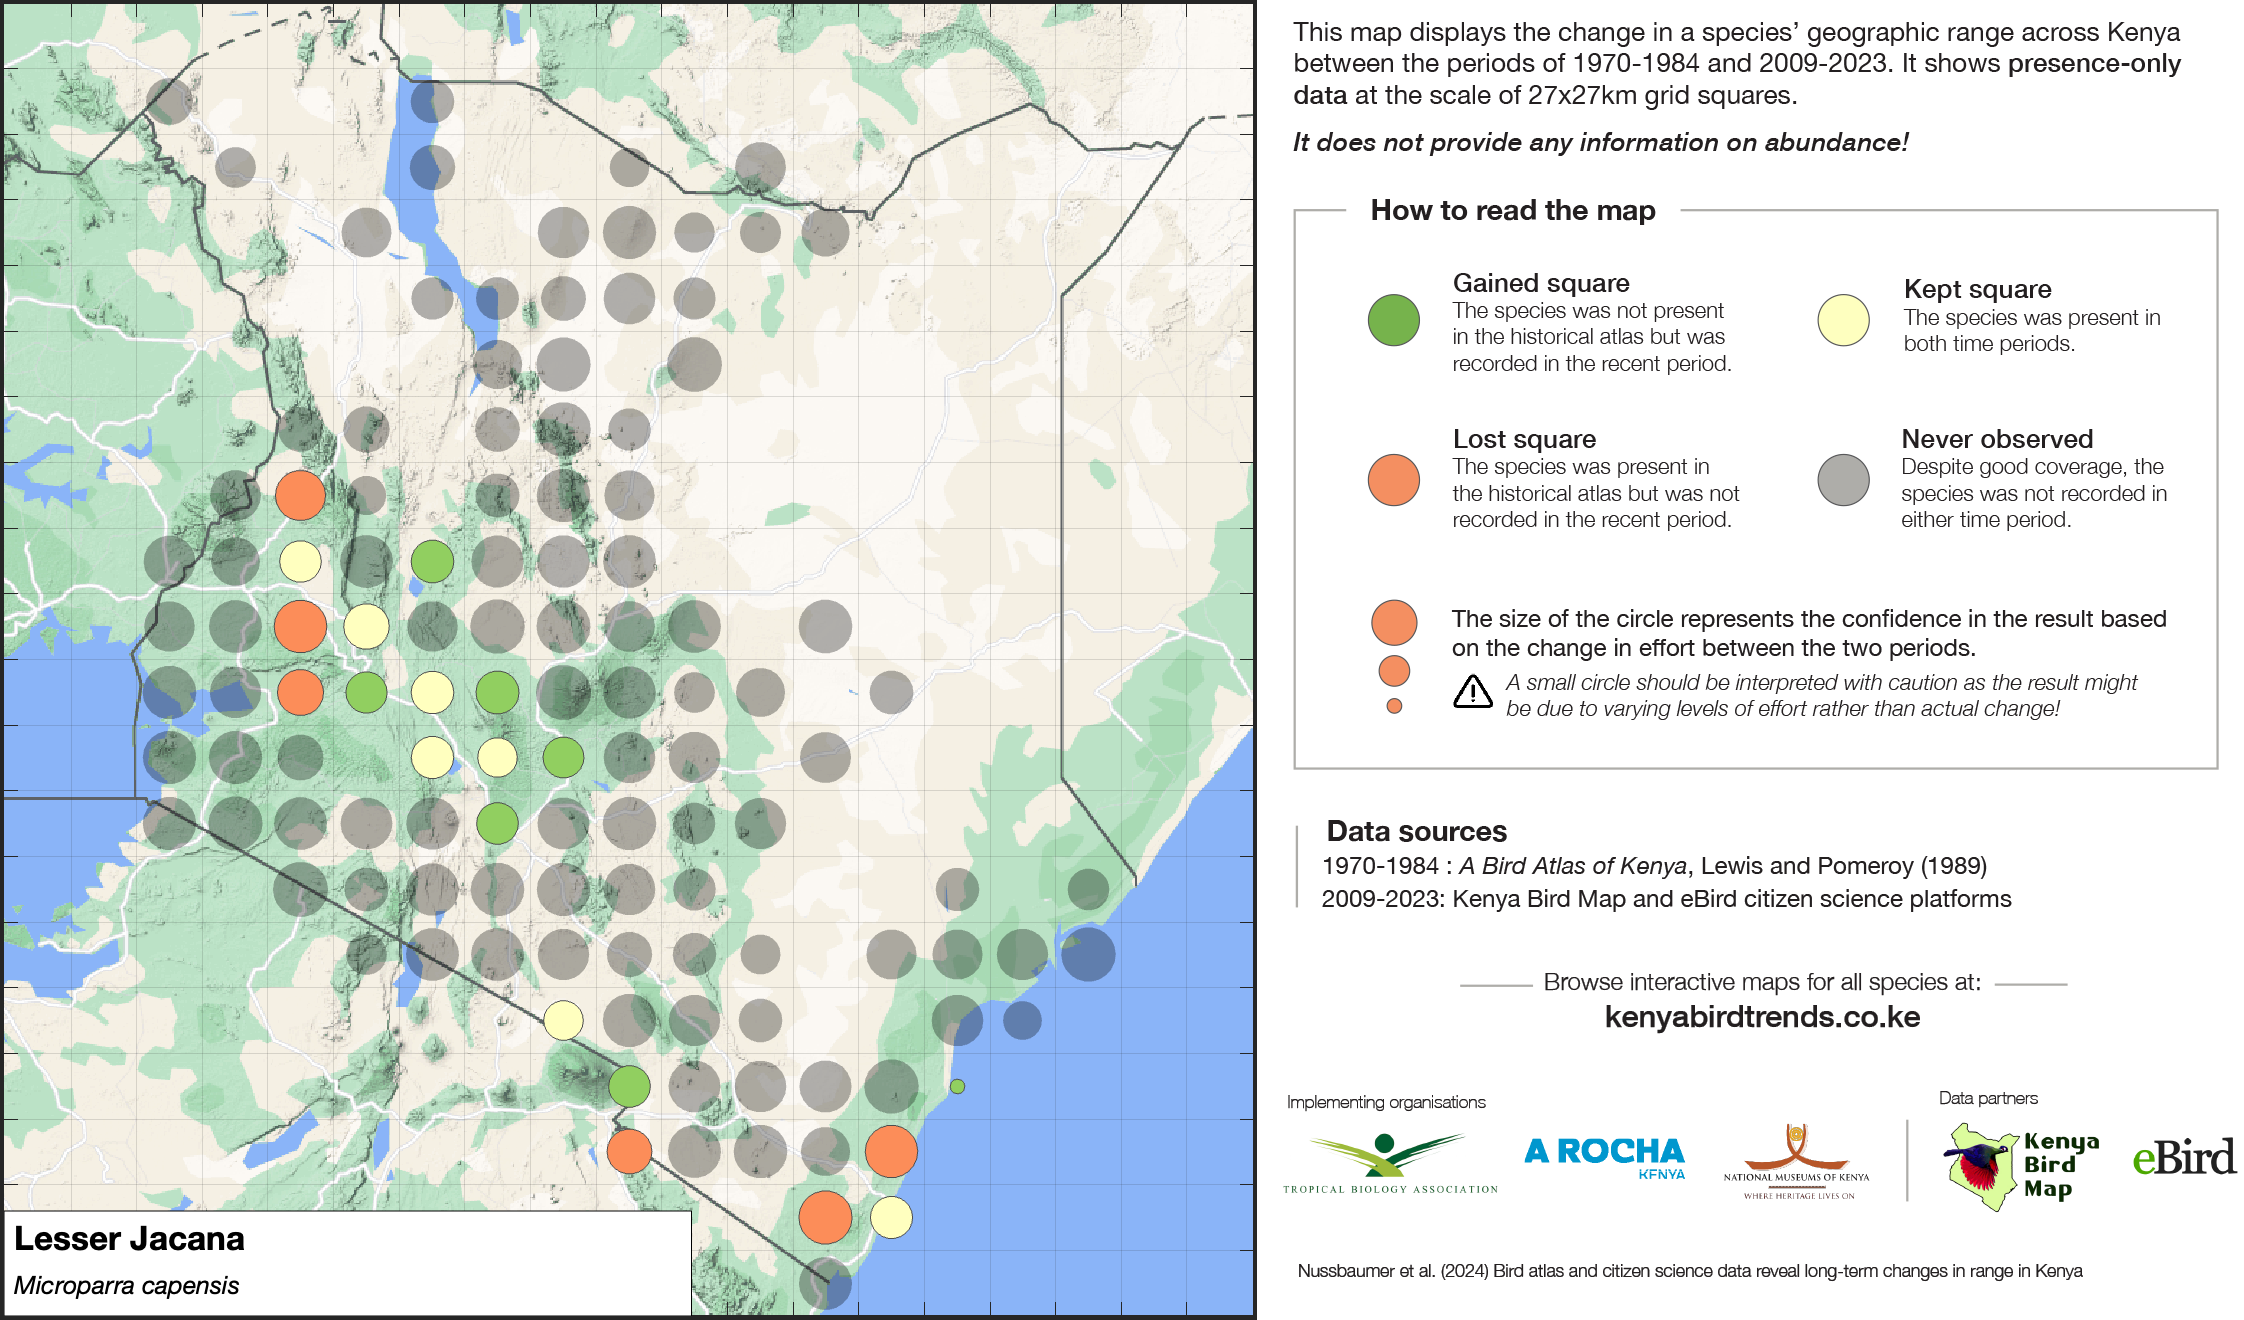 This map displays the change in a species’ geographic range across Kenya
between the periods of 1970-1984 and 2009-2023. It shows presence-only
data at the scale of 27x27km grid squares.
It does not provide any information on abundance!
How to read the map
Gained square
The species was not present
in the historical atlas but was
recorded in the recent period.
Kept square
The species was present in
both time periods.
Lost square
The species was present in
the historical atlas but was not
recorded in the recent period.
Never observed
Despite good coverage, the
species was not recorded in
either time period.
The size of the circle represents the confidence in the result based
on the change in effort between the two periods.
A small circle should be interpreted with caution as the result might
be due to varying levels of effort rather than actual change!
Data sources
1970-1984 : A Bird Atlas of Kenya, Lewis and Pomeroy (1989)
2009-2023: Kenya Bird Map and eBird citizen science platforms
Browse interactive maps for all species at:
kenyabirdtrends.co.ke
Implementing organisations
Data partners
TROPICAL BIOLOGY ASSOCIATION
A ROCHA
KENYA
NATIONAL MUSEUMS OF KENYA
WHERE HERITAGE LIVES ON
Kenya
Bird
Map
eBird
Nussbaumer et al. (2024) Bird atlas and citizen science data reveal long-term changes in range in Kenya
Lesser Jacana
Microparra capensis